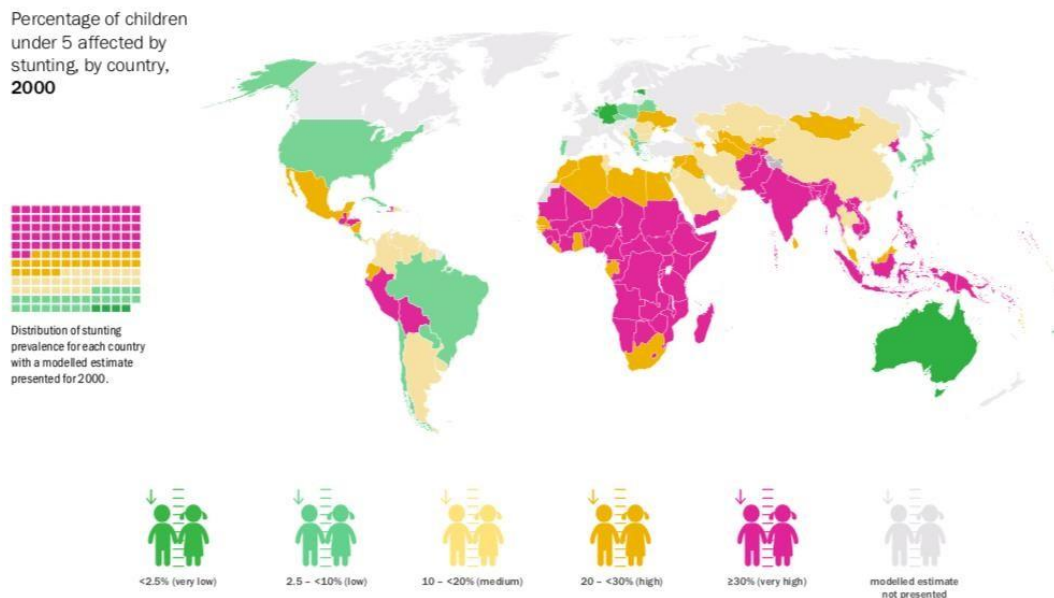 Percentage of children
under 5 affected by
stunting, by country,
2000
Distribution of stunting
prevalence for each country
with a modelled estimate
presented for 2000.
<2.5% (very low)
2.5 – <10% (low)
10 – <20% (medium)
20 – <30% (high)
≥30% (very high)
modelled estimate
not presented